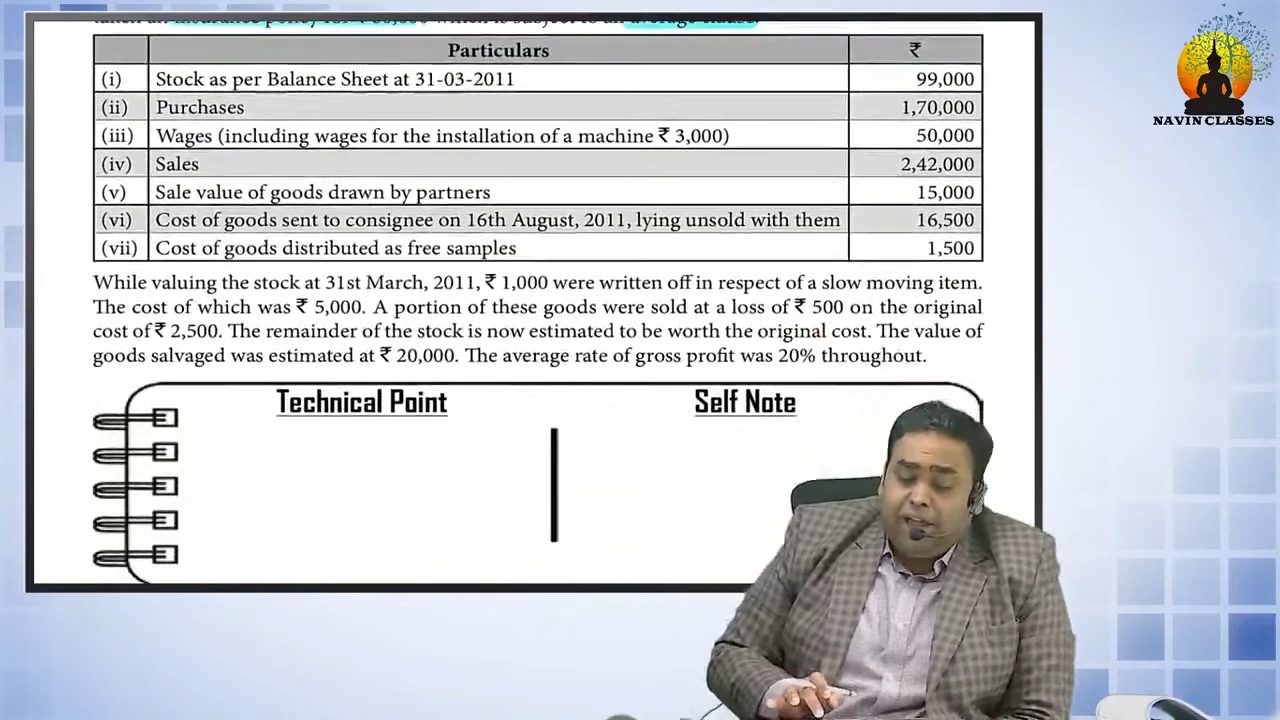 Particulars ₹
(i) Stock as per Balance Sheet at 31-03-2011 99,000
(ii) Purchases 1,70,000
(iii) Wages (including wages for the installation of a machine ₹ 3,000) 50,000
(iv) Sales 2,42,000
(v) Sale value of goods drawn by partners 15,000
(vi) Cost of goods sent to consignee on 16th August, 2011, lying unsold with them 16,500
(vii) Cost of goods distributed as free samples 1,500
While valuing the stock at 31st March, 2011, ₹ 1,000 were written off in respect of a slow moving item.
The cost of which was ₹ 5,000. A portion of these goods were sold at a loss of ₹ 500 on the original
cost of ₹ 2,500. The remainder of the stock is now estimated to be worth the original cost. The value of
goods salvaged was estimated at ₹ 20,000. The average rate of gross profit was 20% throughout.
Technical Point Self Note
NAVIN CLASSES